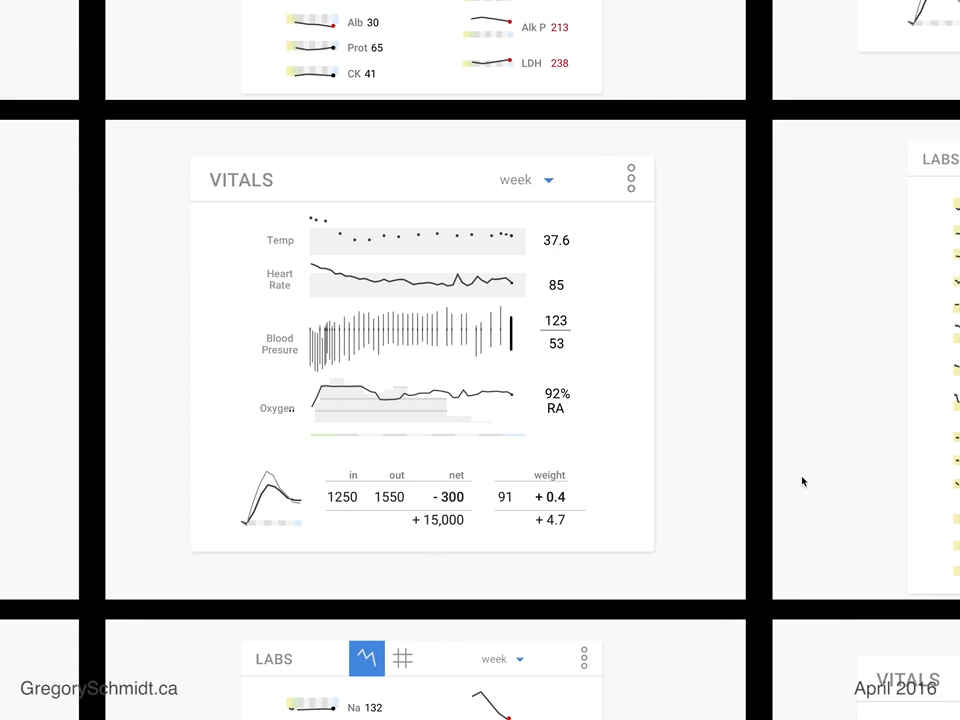 Alb 30
Alk P 213
Prot 65
LDH 238
CK 41
VITALS
week
LABS
Temp
37.6
Heart
Rate
85
Blood
Presure
123
53
Oxygen
92%
RA
in out net weight
1250 1550 - 300 91 + 0.4
+ 15,000 + 4.7
LABS
week
VITALS
GregorySchmidt.ca
April 2016
Na 132